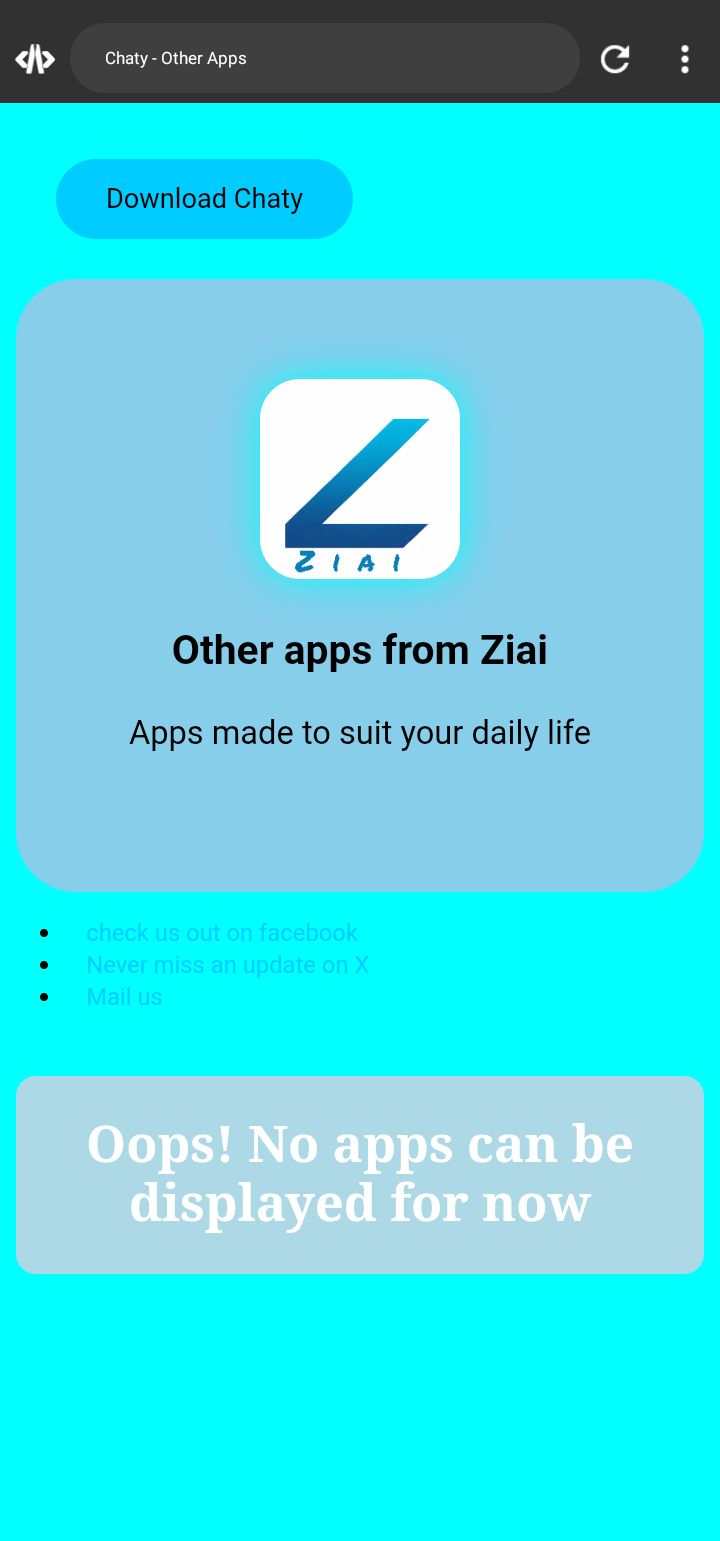 Chaty - Other Apps
Download Chaty
Ziai
Other apps from Ziai
Apps made to suit your daily life
check us out on facebook
Never miss an update on X
Mail us
Oops! No apps can be
displayed for now